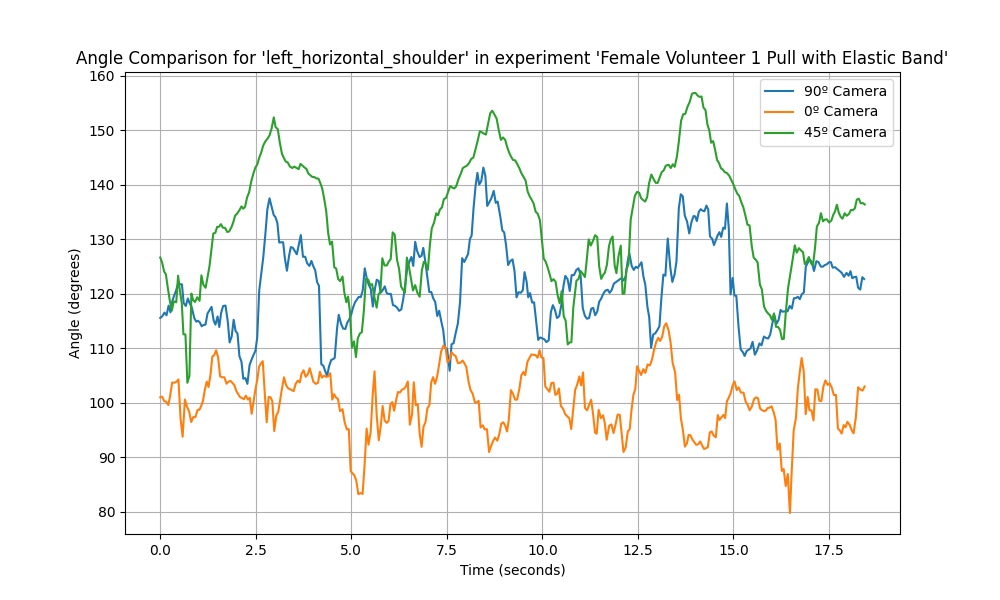 Angle Comparison for 'left_horizontal_shoulder' in experiment 'Female Volunteer 1 Pull with Elastic Band'
90º Camera
0º Camera
45º Camera
160
150
140
130
120
110
100
90
80
Angle (degrees)
0.0 2.5 5.0 7.5 10.0 12.5 15.0 17.5
Time (seconds)